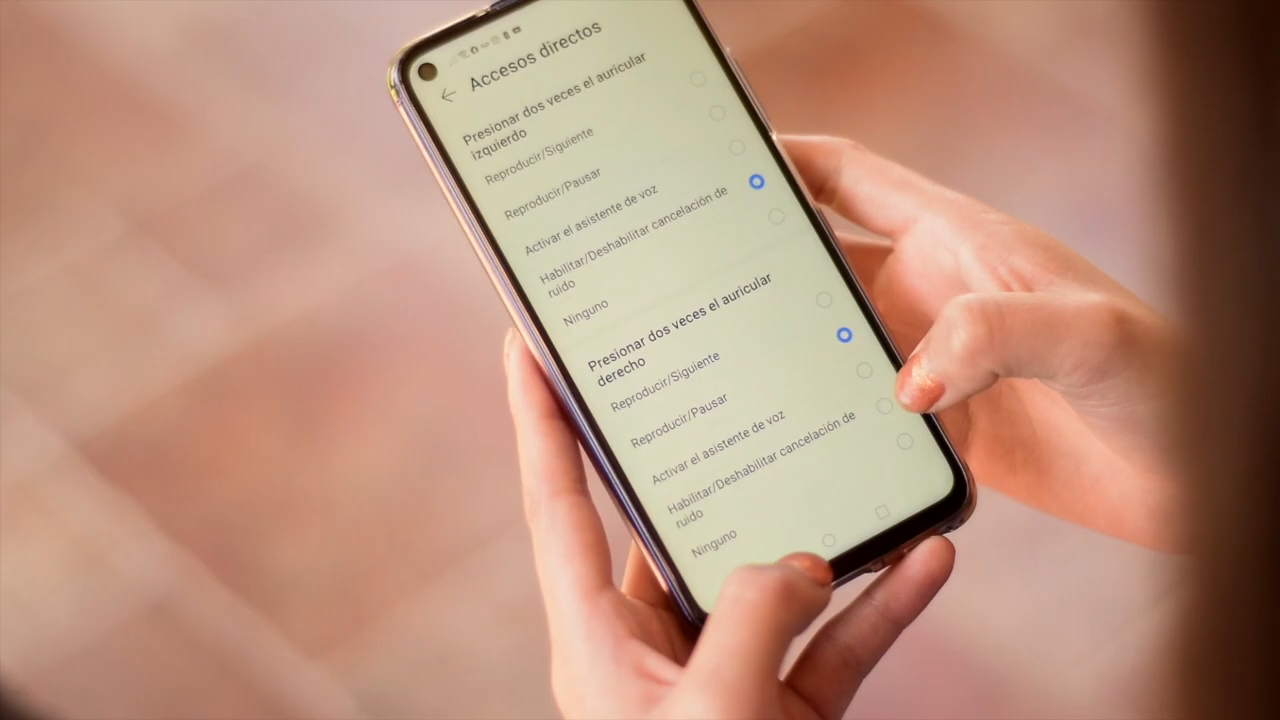 Accesos directos
Presionar dos veces el auricular
izquierdo
Reproducir/Siguiente
Reproducir/Pausar
Activar el asistente de voz
Habilitar/Deshabilitar cancelación de
ruido
Ninguno
Presionar dos veces el auricular
derecho
Reproducir/Siguiente
Reproducir/Pausar
Activar el asistente de voz
Habilitar/Deshabilitar cancelación de
ruido
Ninguno